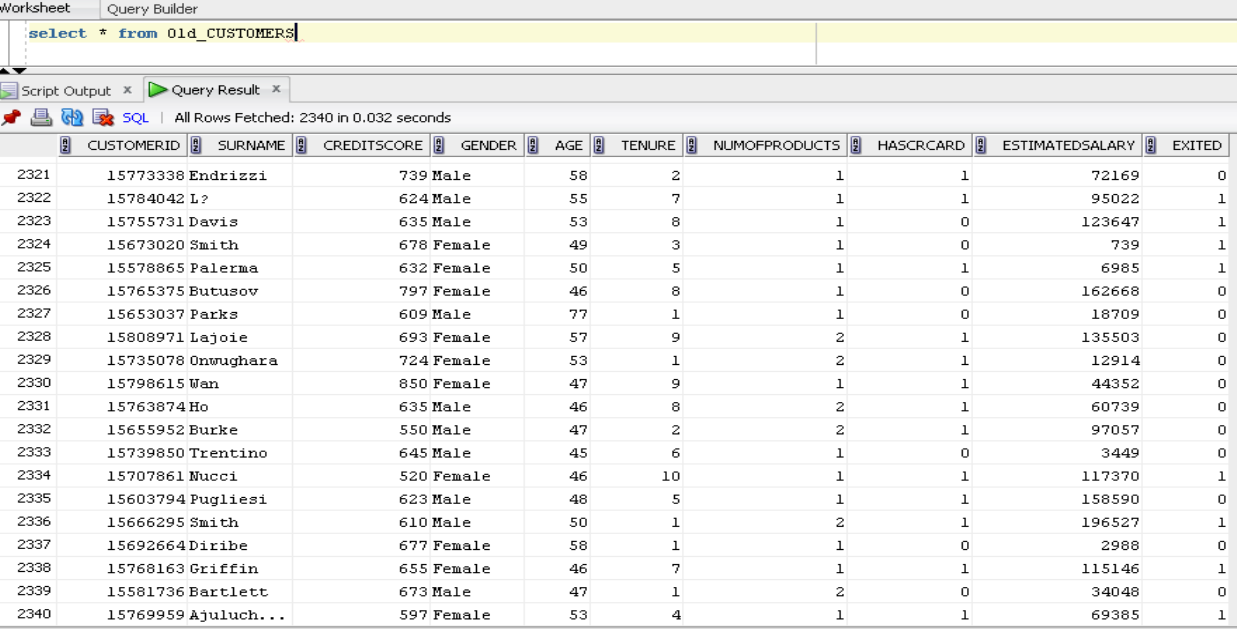 Worksheet Query Builder
select * from Old_CUSTOMERS
Script Output × Query Result ×
SQL | All Rows Fetched: 2340 in 0.032 seconds
CUSTOMERID SURNAME CREDITSCORE GENDER AGE TENURE NUMOFPRODUCTS HASCRCARD ESTIMATEDSALARY EXITED
2321 15773338 Endrizzi 739 Male 58 2 1 1 72169 0
2322 15784042 L? 624 Male 55 7 1 1 95022 1
2323 15755731 Davis 635 Male 53 8 1 0 123647 1
2324 15673020 Smith 678 Female 49 3 1 0 739 1
2325 15578865 Palerma 632 Female 50 5 1 1 6985 1
2326 15765375 Butusov 797 Female 46 8 1 0 162668 0
2327 15653037 Parks 609 Male 77 1 1 0 18709 0
2328 15808971 Lajoie 693 Female 57 9 2 1 135503 0
2329 15735078 Onwughara 724 Female 53 1 2 1 12914 0
2330 15798615 Wan 850 Female 47 9 1 1 44352 0
2331 15763874 Ho 635 Male 46 8 2 1 60739 0
2332 15655952 Burke 550 Male 47 2 2 1 97057 0
2333 15739850 Trentino 645 Male 45 6 1 0 3449 0
2334 15707861 Nucci 520 Female 46 10 1 1 117370 1
2335 15603794 Pugliesi 623 Male 48 5 1 1 158590 0
2336 15666295 Smith 610 Male 50 1 2 1 196527 1
2337 15692664 Diribe 677 Female 58 1 1 0 2988 0
2338 15768163 Griffin 655 Female 46 7 1 1 115146 1
2339 15581736 Bartlett 673 Male 47 1 2 0 34048 0
2340 15769959 Ajuluch... 597 Female 53 4 1 1 69385 1